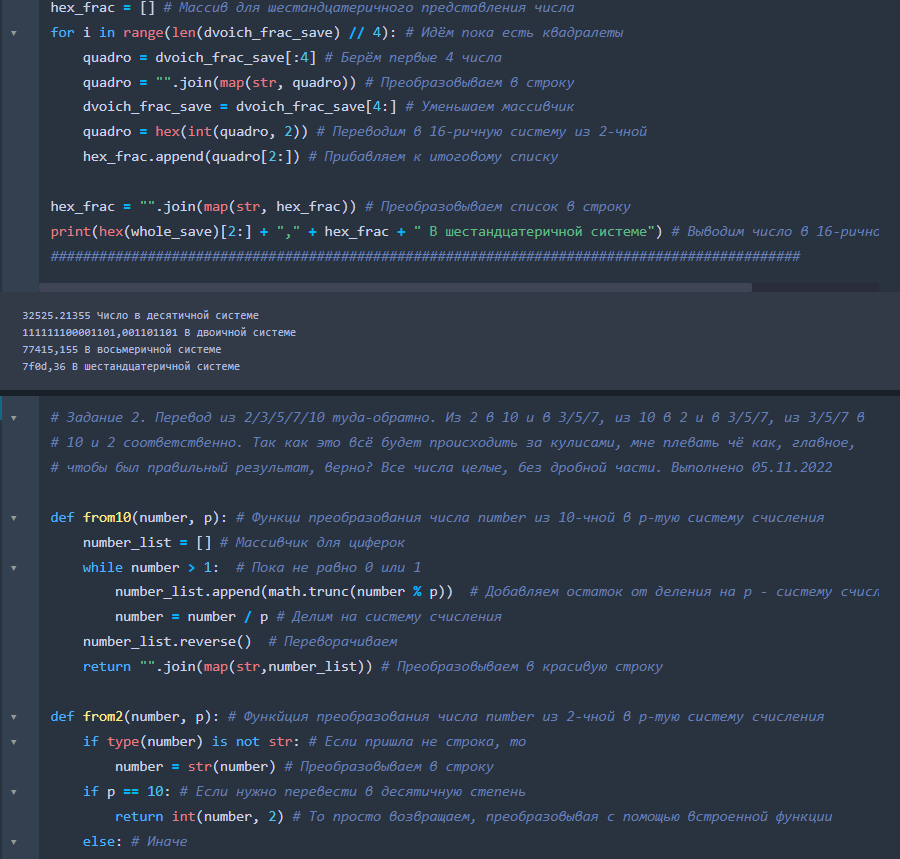 hex_frac = [] # Массив для шестандцатеричного представления числа
for i in range(len(dvoich_frac_save) // 4): # Идём пока есть квадралеты
quadro = dvoich_frac_save[:4] # Берём первые 4 числа
quadro = "".join(map(str, quadro)) # Преобразовываем в строку
dvoich_frac_save = dvoich_frac_save[4:] # Уменьшаем массивчик
quadro = hex(int(quadro, 2)) # Переводим в 16-ричную систему из 2-чной
hex_frac.append(quadro[2:]) # Прибавляем к итоговому списку
hex_frac = "".join(map(str, hex_frac)) # Преобразовываем список в строку
print(hex(whole_save)[2:] + "," + hex_frac + " В шестандцатеричной системе") # Выводим число в 16-рично
#############################################################################################
32525.21355 Число в десятичной системе
111111100001101,001101101 В двоичной системе
77415,155 В восьмеричной системе
7f0d,36 В шестандцатеричной системе
# Задание 2. Перевод из 2/3/5/7/10 туда-обратно. Из 2 в 10 и в 3/5/7, из 10 в 2 и в 3/5/7, из 3/5/7 в
# 10 и 2 соответственно. Так как это всё будет происходить за кулисами, мне плевать чё как, главное,
# чтобы был правильный результат, верно? Все числа целые, без дробной части. Выполнено 05.11.2022
def from10(number, p): # Функци преобразования числа number из 10-чной в p-тую систему счисления
number_list = [] # Массивчик для циферок
while number > 1:  # Пока не равно 0 или 1
number_list.append(math.trunc(number % p))  # Добавляем остаток от деления на p - систему счисл
number = number / p # Делим на систему счисления
number_list.reverse()  # Переворачиваем
return "".join(map(str,number_list)) # Преобразовываем в красивую строку
def from2(number, p): # Функйция преобразования числа number из 2-чной в p-тую систему счисления
if type(number) is not str: # Если пришла не строка, то
number = str(number) # Преобразовываем в строку
if p == 10: # Если нужно перевести в десятичную степень
return int(number, 2) # То просто возвращаем, преобразовывая с помощью встроенной функции
else: # Иначе